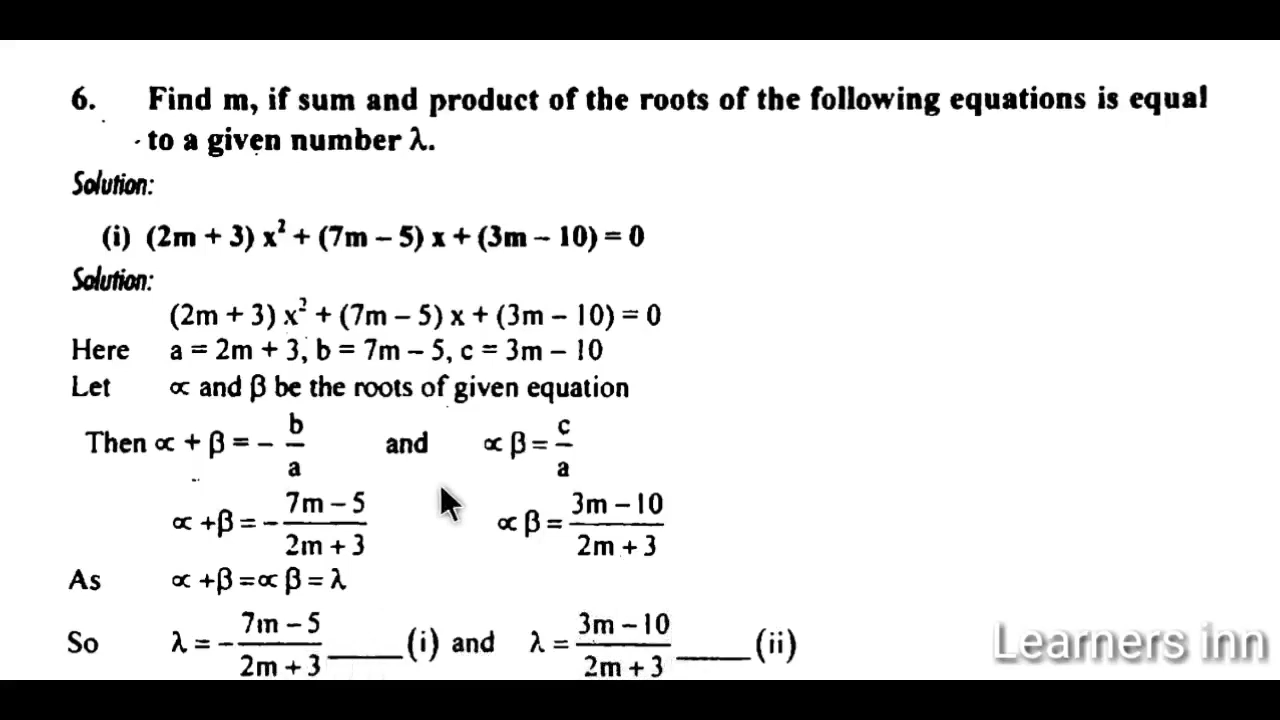 6. Find m, if sum and product of the roots of the following equations is equal
to a given number λ.
Solution:
(i) (2m + 3) x² + (7m – 5) x + (3m – 10) = 0
Solution:
(2m + 3) x² + (7m – 5) x + (3m – 10) = 0
Here a = 2m + 3, b = 7m – 5, c = 3m – 10
Let ∝ and β be the roots of given equation
Then ∝ + β = – b/a and ∝ β = c/a
∝ +β = – (7m – 5)/(2m + 3) ∝ β = (3m – 10)/(2m + 3)
As ∝ +β =∝ β = λ
So λ = – (7m – 5)/(2m + 3) ____ (i) and λ = (3m – 10)/(2m + 3) ____ (ii)
Learners inn